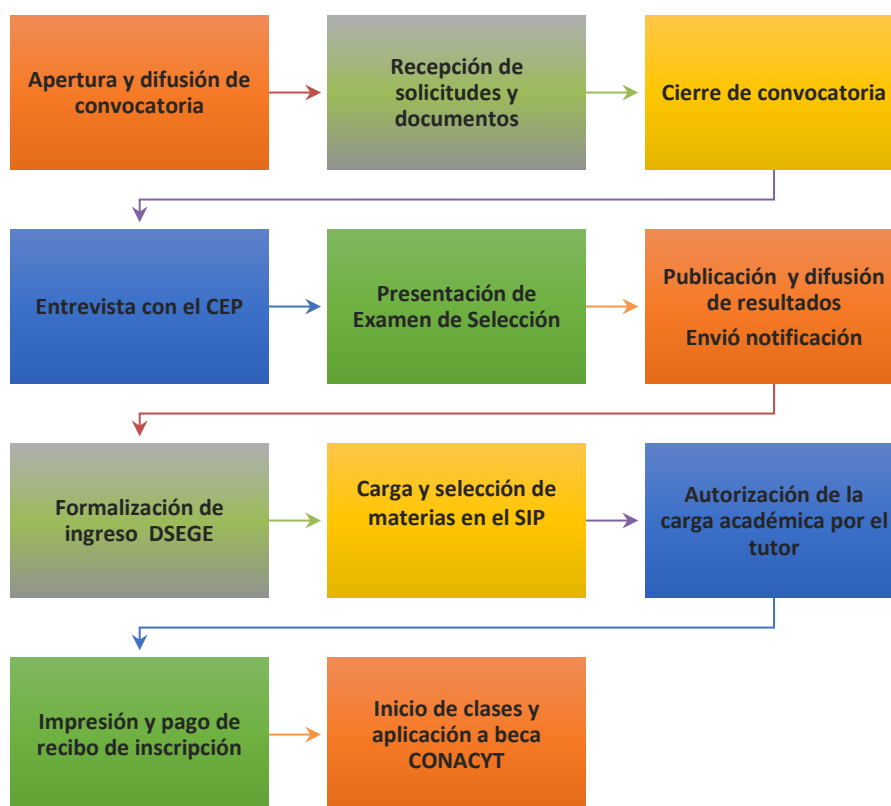 Apertura y difusión de
convocatoria
Recepción de
solicitudes y
documentos
Cierre de convocatoria
Entrevista con el CEP
Presentación de
Examen de Selección
Publicación y difusión
de resultados
Envió notificación
Formalización de
ingreso DSEGE
Carga y selección de
materias en el SIP
Autorización de la
carga académica por el
tutor
Impresión y pago de
recibo de inscripción
Inicio de clases y
aplicación a beca
CONACYT